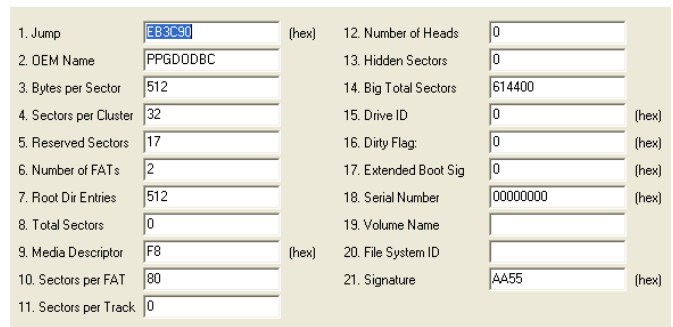 1. Jump EB3C90 (hex)
2. OEM Name PPGDODBC
3. Bytes per Sector 512
4. Sectors per Cluster 32
5. Reserved Sectors 17
6. Number of FATs 2
7. Root Dir Entries 512
8. Total Sectors 0
9. Media Descriptor F8 (hex)
10. Sectors per FAT 80
11. Sectors per Track 0
12. Number of Heads 0
13. Hidden Sectors 0
14. Big Total Sectors 614400
15. Drive ID 0 (hex)
16. Dirty Flag: 0 (hex)
17. Extended Boot Sig 0 (hex)
18. Serial Number 00000000 (hex)
19. Volume Name
20. File System ID
21. Signature AA55 (hex)